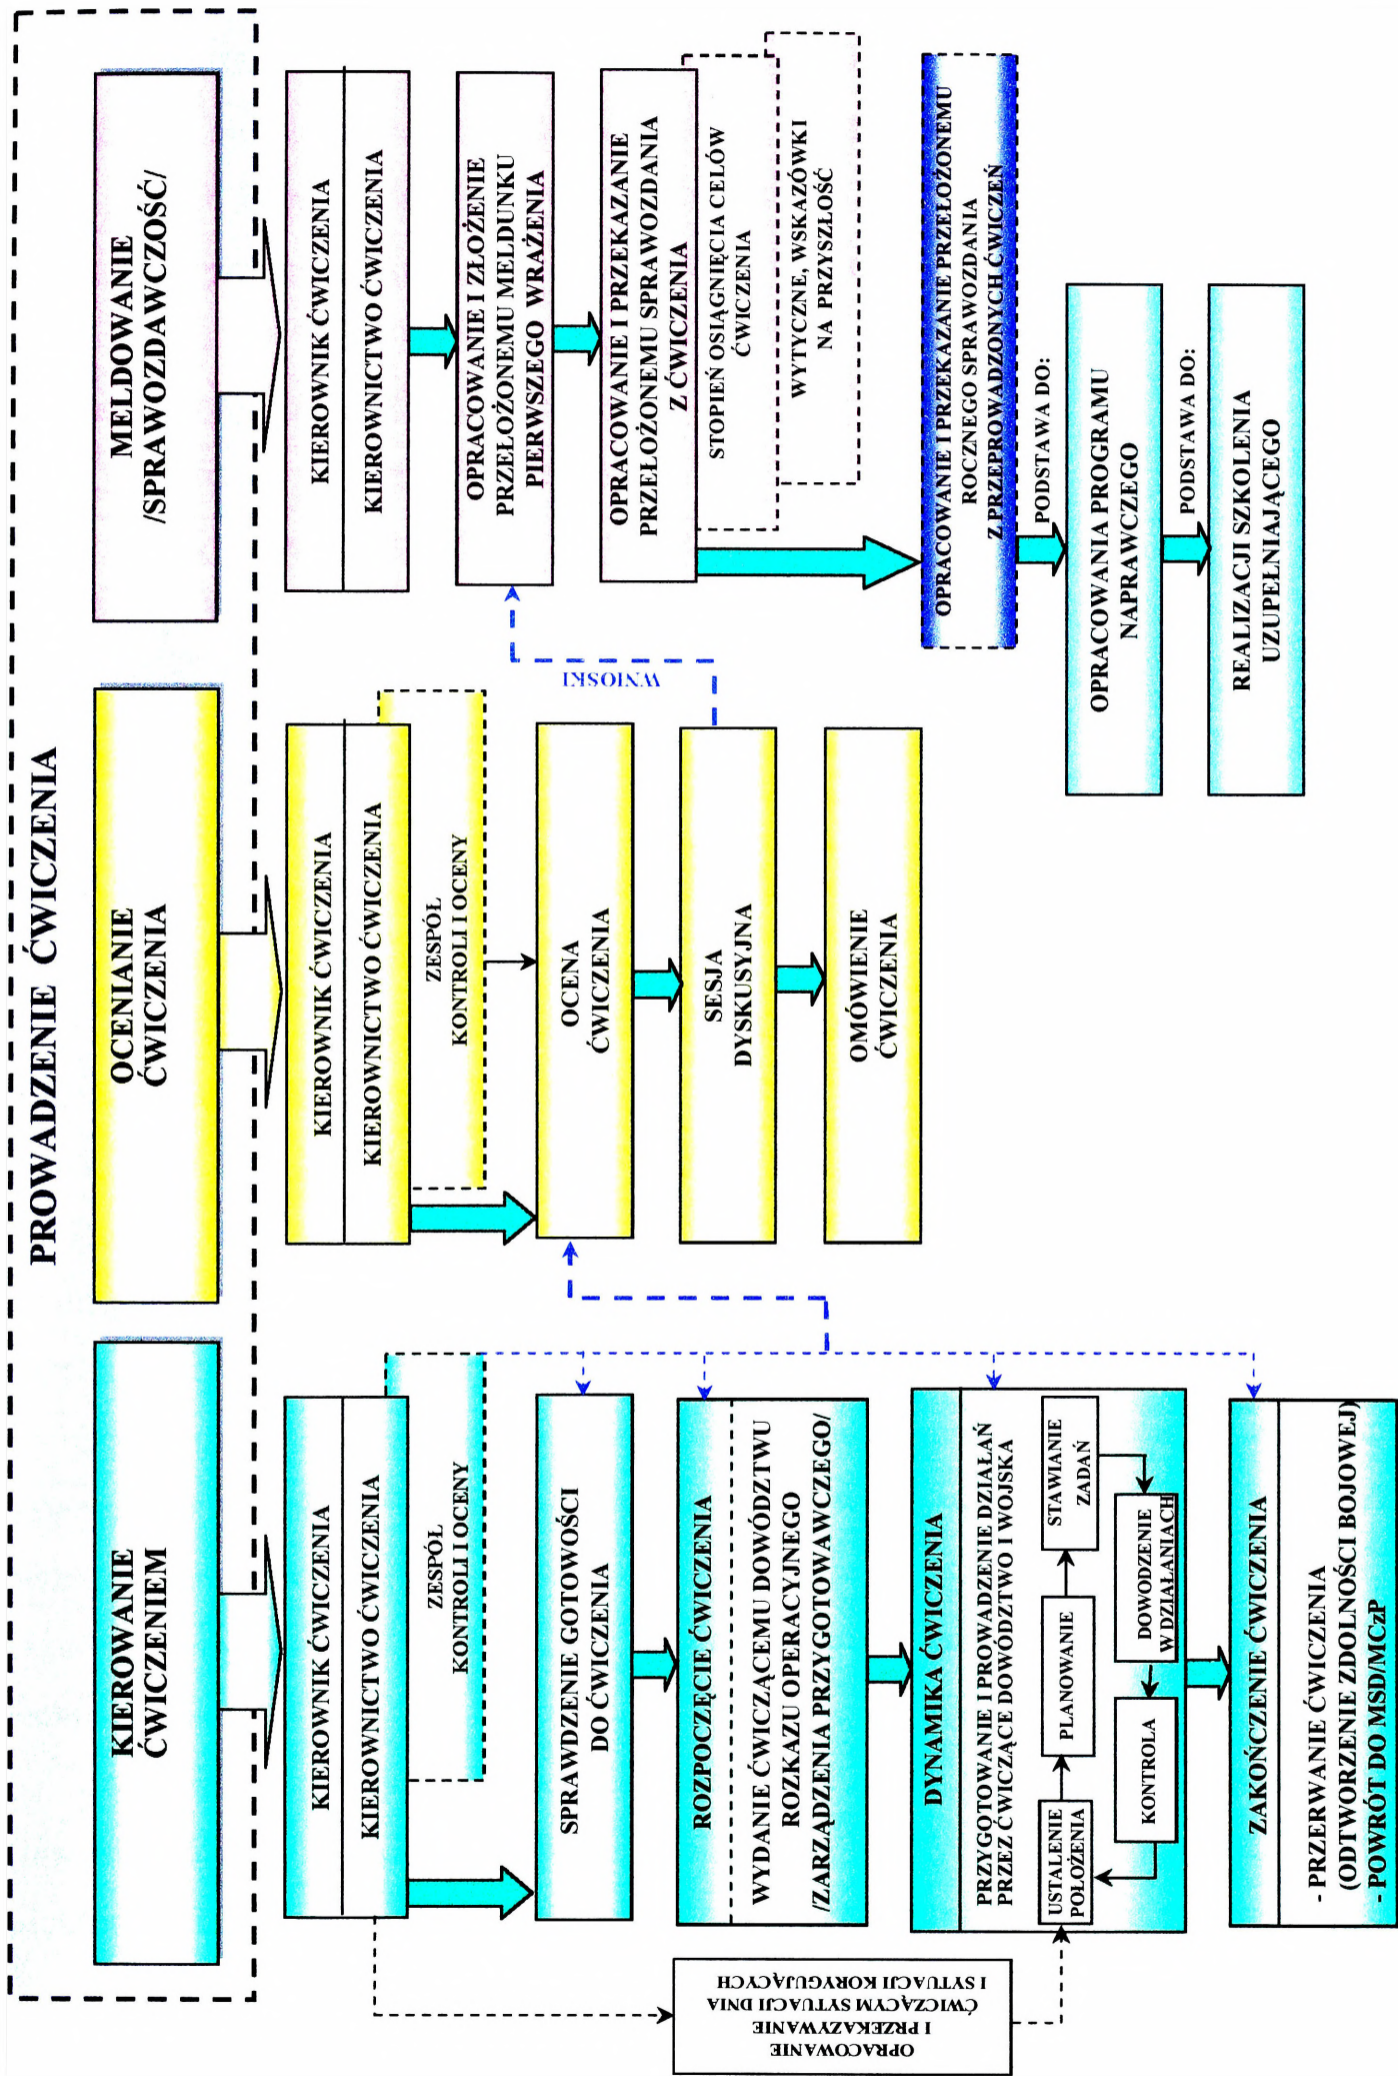 PROWADZENIE ĆWICZENIA
KIEROWANIE
ĆWICZENIEM
OCENIANIE
ĆWICZENIA
MELDOWANIE
/SPRAWOZDAWCZOŚĆ/
KIEROWNIK ĆWICZENIA
KIEROWNICTWO ĆWICZENIA
ZESPÓŁ
KONTROLI I OCENY
SPRAWDZENIE GOTOWOŚCI
DO ĆWICZENIA
ROZPOCZĘCIE ĆWICZENIA
WYDANIE ĆWICZĄCEMU DOWÓDZTWU
ROZKAZU OPERACYJNEGO
/ZARZĄDZENIA PRZYGOTOWAWCZEGO/
DYNAMIKA ĆWICZENIA
PRZYGOTOWANIE I PROWADZENIE DZIAŁAŃ
PRZEZ ĆWICZĄCE DOWÓDZTWO I WOJSKA
USTALENIE
POŁOŻENIA
PLANOWANIE
STAWIANIE
ZADAŃ
DOWODZENIE
W DZIAŁANIACH
KONTROLA
ZAKOŃCZENIE ĆWICZENIA
- PRZERWANIE ĆWICZENIA
(ODTWORZENIE ZDOLNOŚCI BOJOWEJ)
- POWRÓT DO MSD/MCzP
OPRACOWANIE
I PRZEKAZYWANIE
ĆWICZĄCYM SYTUACJI DNIA
I SYTUACJI KORYGUJĄCYCH
KIEROWNIK ĆWICZENIA
KIEROWNICTWO ĆWICZENIA
ZESPÓŁ
KONTROLI I OCENY
OCENA
ĆWICZENIA
SESJA
DYSKUSYJNA
OMÓWIENIE
ĆWICZENIA
WNIOSKI
KIEROWNIK ĆWICZENIA
KIEROWNICTWO ĆWICZENIA
OPRACOWANIE I ZŁOŻENIE
PRZEŁOŻONEMU MELDUNKU
PIERWSZEGO WRAŻENIA
OPRACOWANIE I PRZEKAZANIE
PRZEŁOŻONEMU SPRAWOZDANIA
Z ĆWICZENIA
STOPIEŃ OSIĄGNIĘCIA CELÓW
ĆWICZENIA
WYTYCZNE, WSKAZÓWKI
NA PRZYSZŁOŚĆ
OPRACOWANIE I PRZEKAZANIE PRZEŁOŻONEMU
ROCZNEGO SPRAWOZDANIA
Z PRZEPROWADZONYCH ĆWICZEŃ
PODSTAWA DO:
OPRACOWANIA PROGRAMU
NAPRAWCZEGO
PODSTAWA DO:
REALIZACJI SZKOLENIA
UZUPEŁNIAJĄCEGO